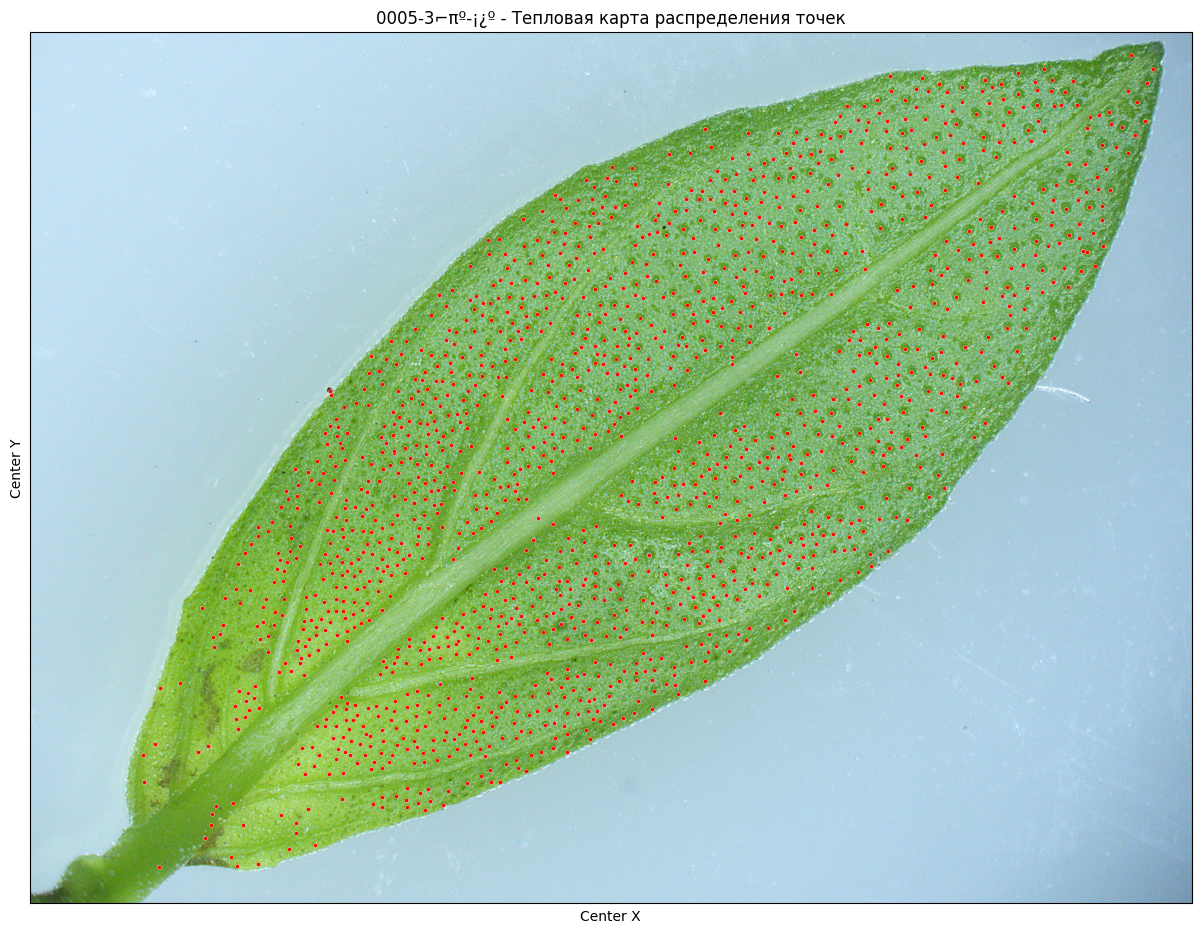 0005-3⌐πº-¡¿º - Тепловая карта распределения точек
Center Y
Center X